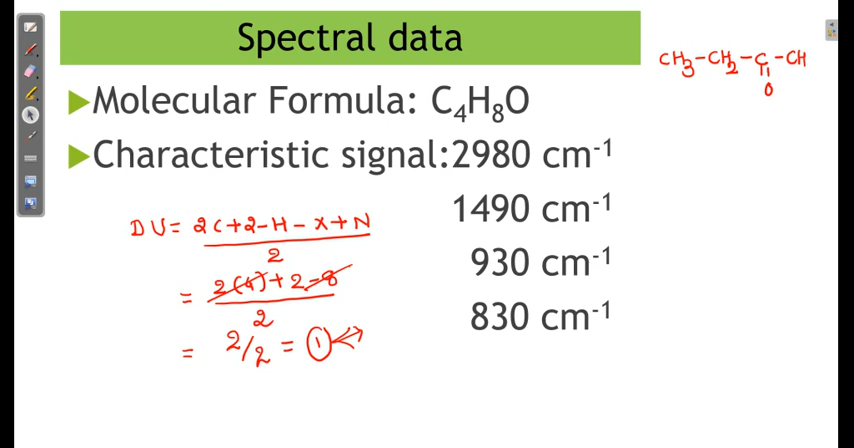 Spectral data
CH3-CH2-C-CH
O
Molecular Formula: C4H8O
Characteristic signal:2980 cm-1
1490 cm-1
930 cm-1
830 cm-1
DU = 2C+2-H-X+N
2
= 2(4)+2-8
2
= 2/2 = 1